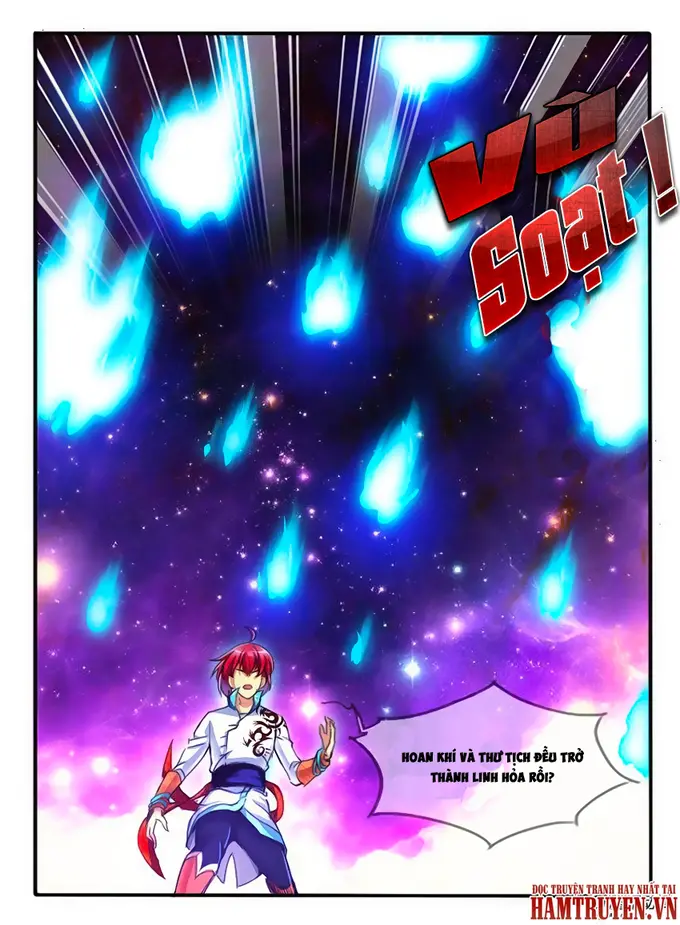 Vù
Soạt !
HOAN KHÍ VÀ THƯ TỊCH ĐỀU TRỞ
THÀNH LINH HỎA RỒI?
ĐỌC TRUYỆN TRANH HAY NHẤT TẠI
HAMTRUYEN.VN